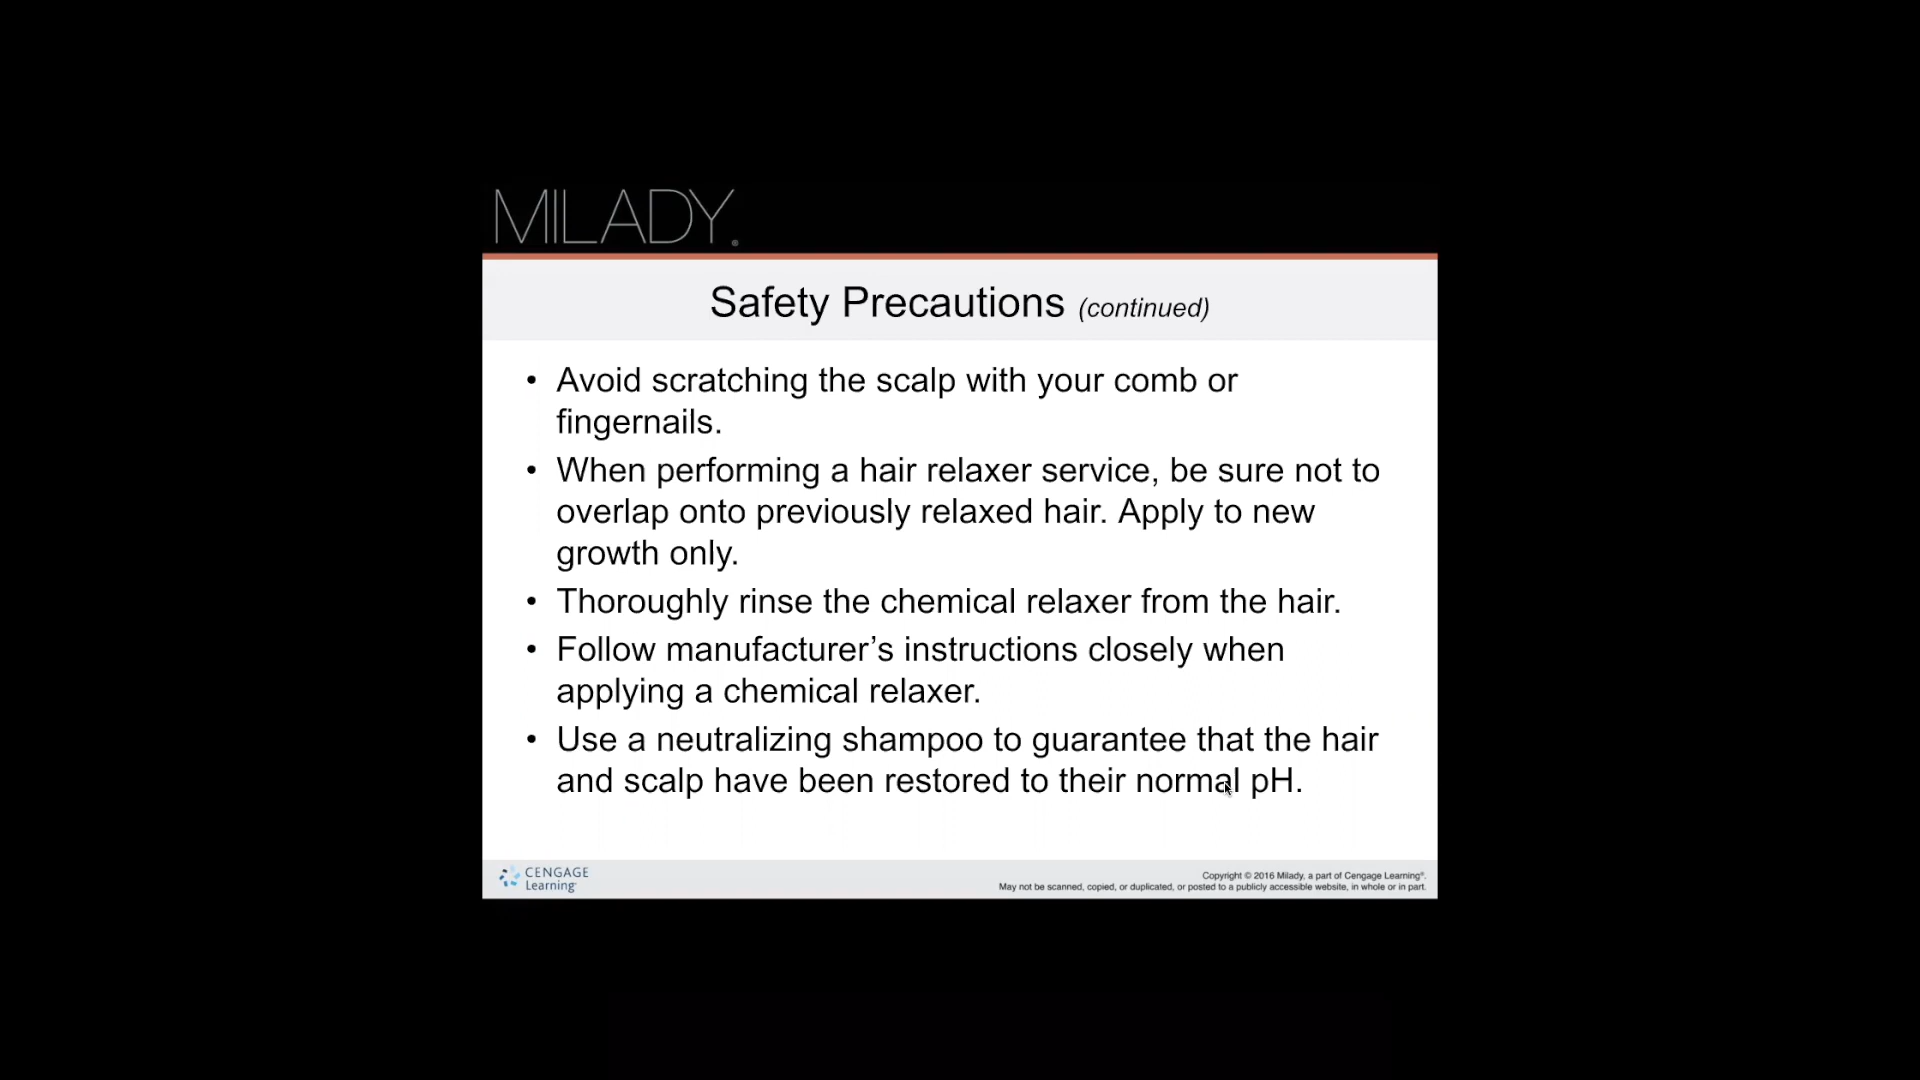 MILADY®
Safety Precautions (continued)
• Avoid scratching the scalp with your comb or
fingernails.
• When performing a hair relaxer service, be sure not to
overlap onto previously relaxed hair. Apply to new
growth only.
• Thoroughly rinse the chemical relaxer from the hair.
• Follow manufacturer’s instructions closely when
applying a chemical relaxer.
• Use a neutralizing shampoo to guarantee that the hair
and scalp have been restored to their normal pH.
CENGAGE
Learning
Copyright © 2016 Milady, a part of Cengage Learning®.
May not be scanned, copied, or duplicated, or posted to a publicly accessible website, in whole or in part.